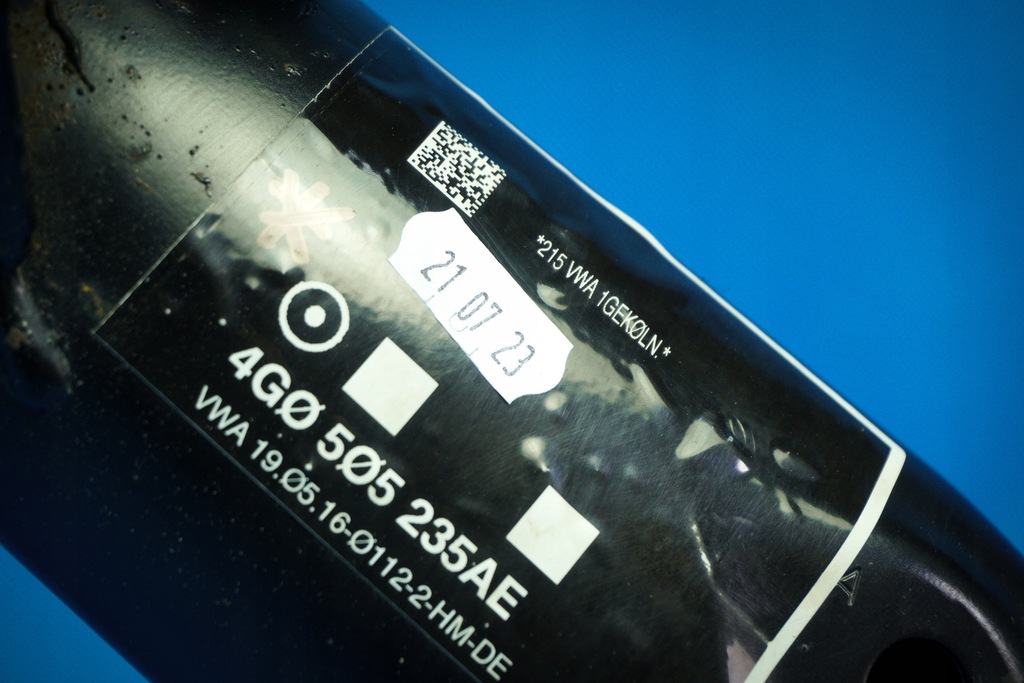 *215 VWA 1GEKØLN.*
21 07 23
4GØ 5Ø5 235AE
VWA 19.Ø5.16-Ø112-2-HM-DE
A